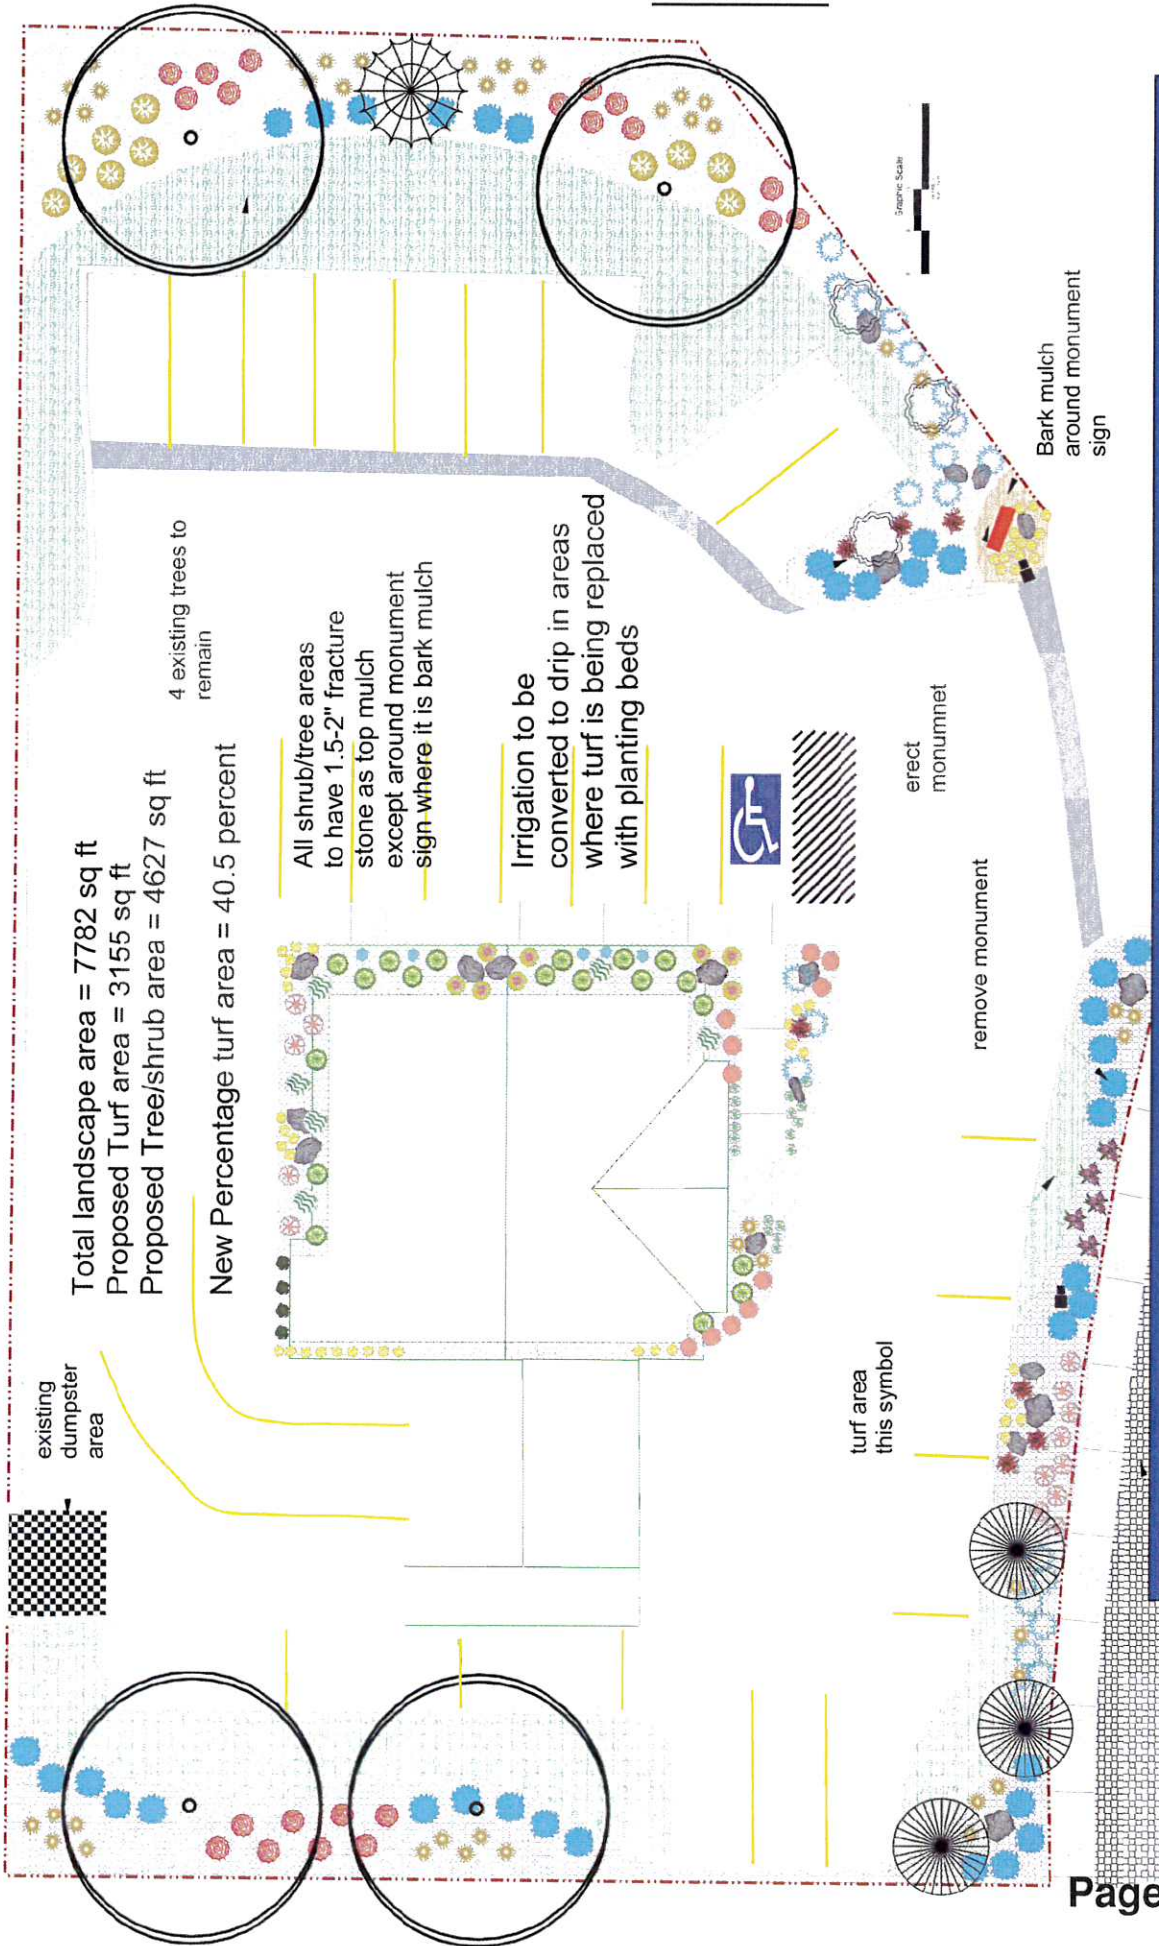 Total landscape area = 7782 sq ft
Proposed Turf area = 3155 sq ft
Proposed Tree/shrub area = 4627 sq ft
New Percentage turf area = 40.5 percent
4 existing trees to
remain
existing
dumpster
area
All shrub/tree areas
to have 1.5-2" fracture
stone as top mulch
except around monument
sign where it is bark mulch
Irrigation to be
converted to drip in areas
where turf is being replaced
with planting beds
Graphic Scale
Bark mulch
around monument
sign
erect
monumnet
remove monument
turf area
this symbol
Page